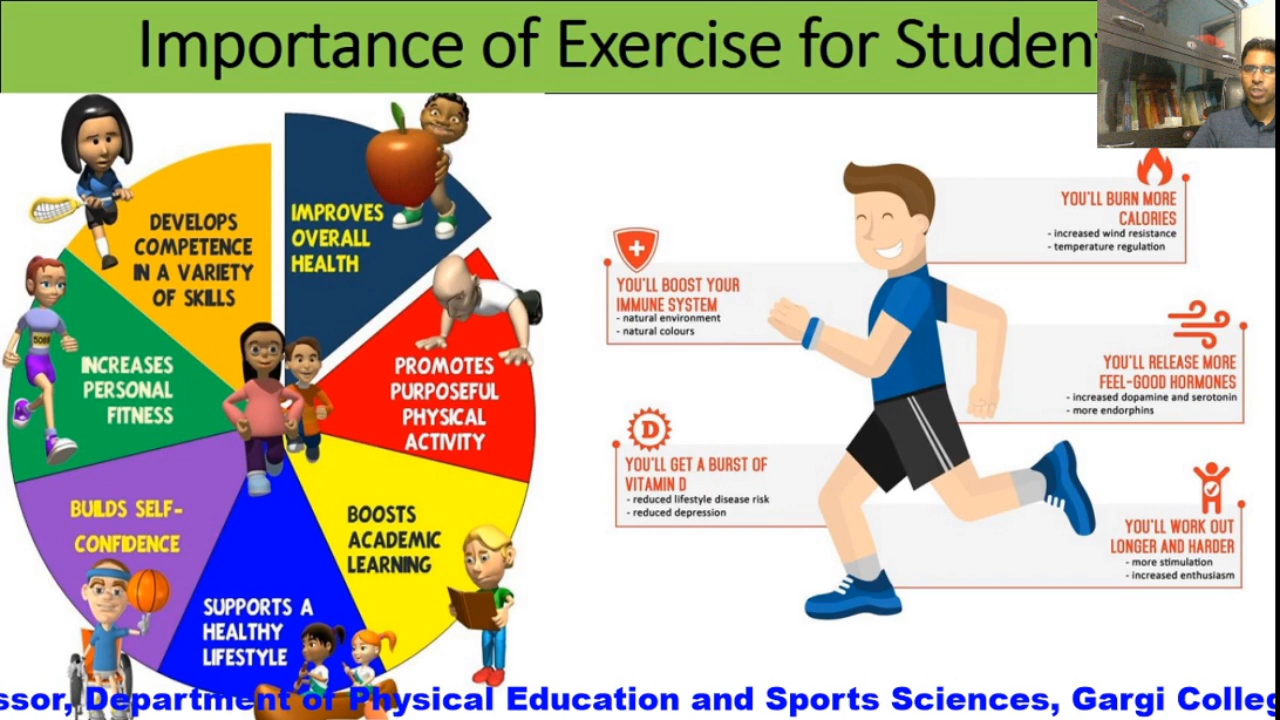 Importance of Exercise for Studen
DEVELOPS
COMPETENCE
IN A VARIETY
OF SKILLS
IMPROVES
OVERALL
HEALTH
INCREASES
PERSONAL
FITNESS
PROMOTES
PURPOSEFUL
PHYSICAL
ACTIVITY
BUILDS SELF-
CONFIDENCE
BOOSTS
ACADEMIC
LEARNING
SUPPORTS A
HEALTHY
LIFESTYLE
YOU'LL BOOST YOUR
IMMUNE SYSTEM
- natural environment
- natural colours
D
YOU'LL GET A BURST OF
VITAMIN D
- reduced lifestyle disease risk
- reduced depression
YOU'LL BURN MORE
CALORIES
- increased wind resistance
- temperature regulation
YOU'LL RELEASE MORE
FEEL-GOOD HORMONES
- increased dopamine and serotonin
- more endorphins
YOU'LL WORK OUT
LONGER AND HARDER
- more stimulation
- increased enthusiasm
ssor, Department of Physical Education and Sports Sciences, Gargi Colleg